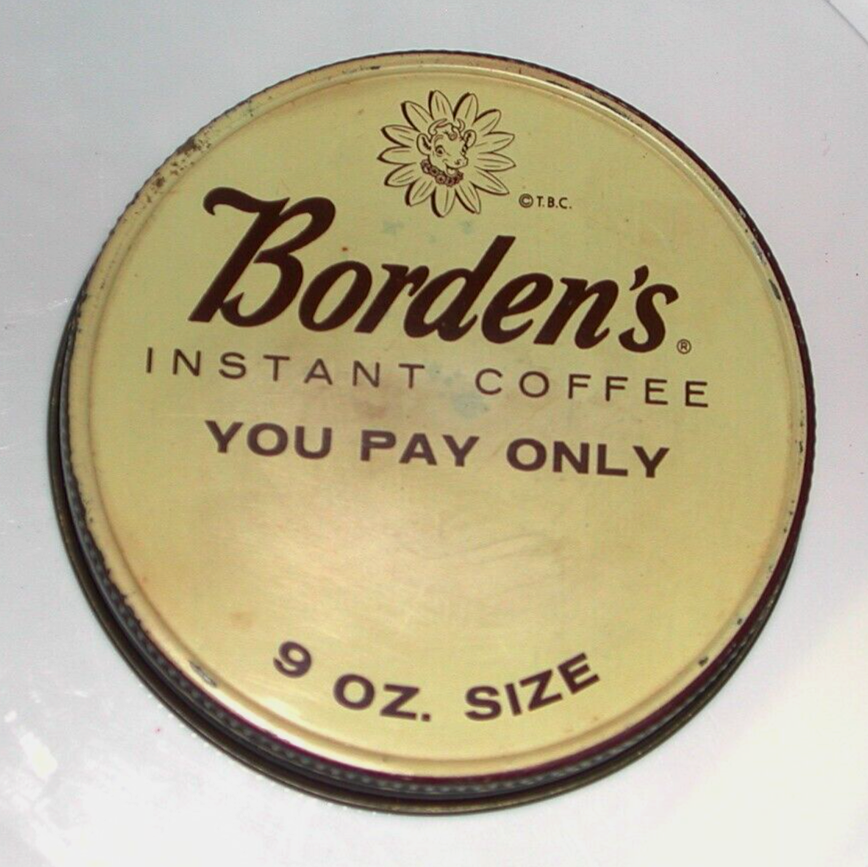 © T.B.C.
Borden's®
INSTANT COFFEE
YOU PAY ONLY
9 OZ. SIZE